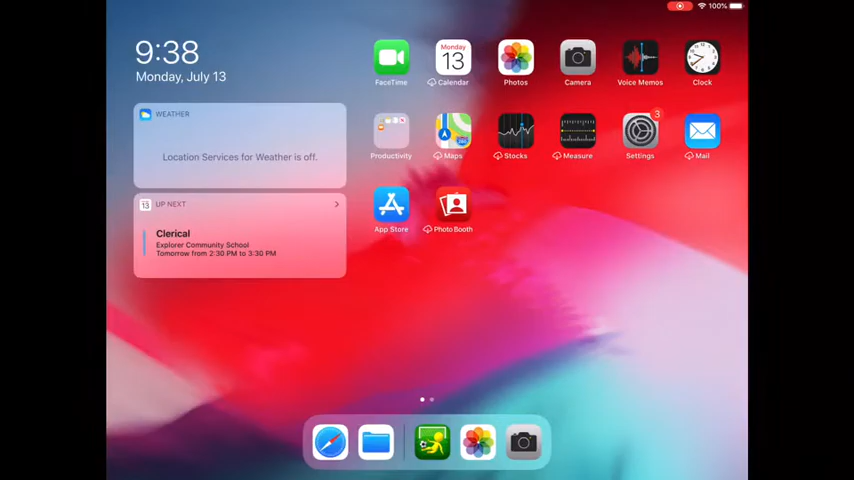 100%
9:38
Monday, July 13
WEATHER
Location Services for Weather is off.
13 UP NEXT
Clerical
Explorer Community School
Tomorrow from 2:30 PM to 3:30 PM
Monday
13
3
FaceTime Calendar Photos Camera Voice Memos Clock
Productivity Maps Stocks Measure Settings Mail
App Store Photo Booth